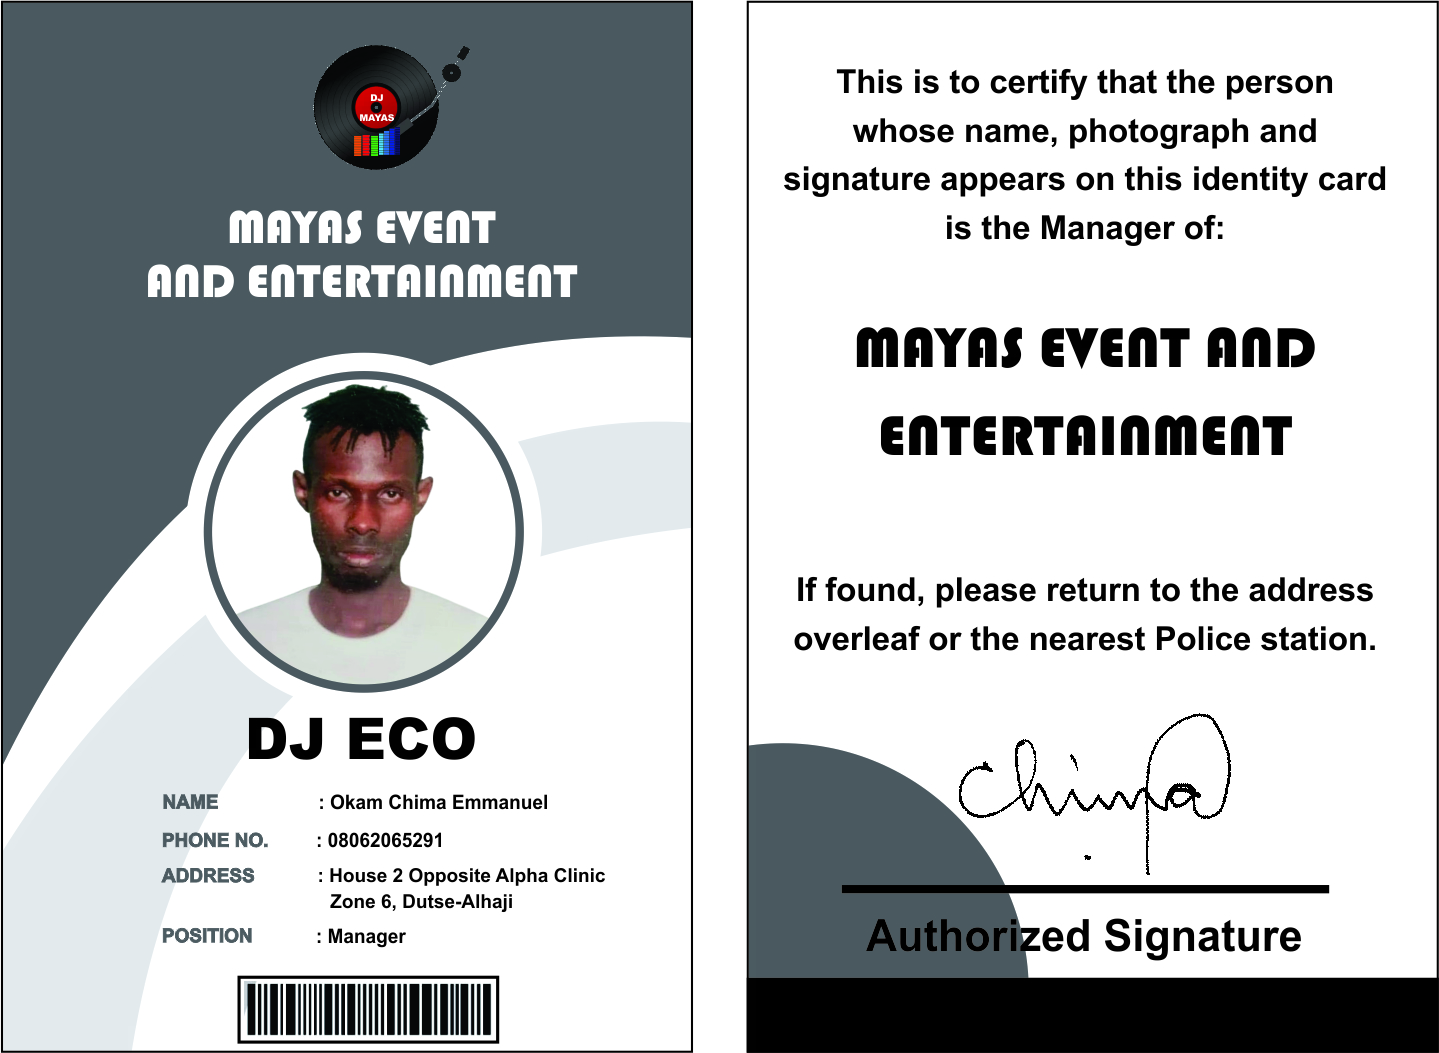 DJ
MAYAS
MAYAS EVENT
AND ENTERTAINMENT
DJ ECO
NAME : Okam Chima Emmanuel
PHONE NO. : 08062065291
ADDRESS : House 2 Opposite Alpha Clinic
Zone 6, Dutse-Alhaji
POSITION : Manager
This is to certify that the person
whose name, photograph and
signature appears on this identity card
is the Manager of:
MAYAS EVENT AND
ENTERTAINMENT
If found, please return to the address
overleaf or the nearest Police station.
Chima
Authorized Signature